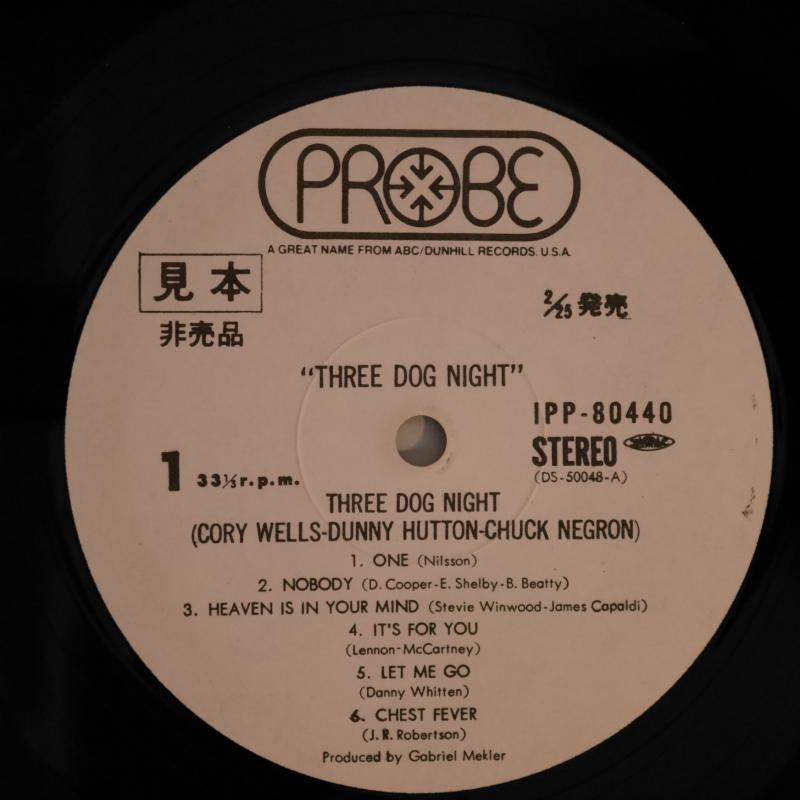 PROBE
A GREAT NAME FROM ABC/DUNHILL RECORDS. U.S.A.
見本
非売品
2/25 発売
"THREE DOG NIGHT"
IPP-80440
STEREO
(DS-50048-A)
1 33⅓r.p.m.
THREE DOG NIGHT
(CORY WELLS-DUNNY HUTTON-CHUCK NEGRON)
1. ONE (Nilsson)
2. NOBODY (D. Cooper-E. Shelby-B. Beatty)
3. HEAVEN IS IN YOUR MIND (Stevie Winwood-James Capaldi)
4. IT'S FOR YOU
(Lennon-McCartney)
5. LET ME GO
(Danny Whitten)
6. CHEST FEVER
(J.R. Robertson)
Produced by Gabriel Mekler